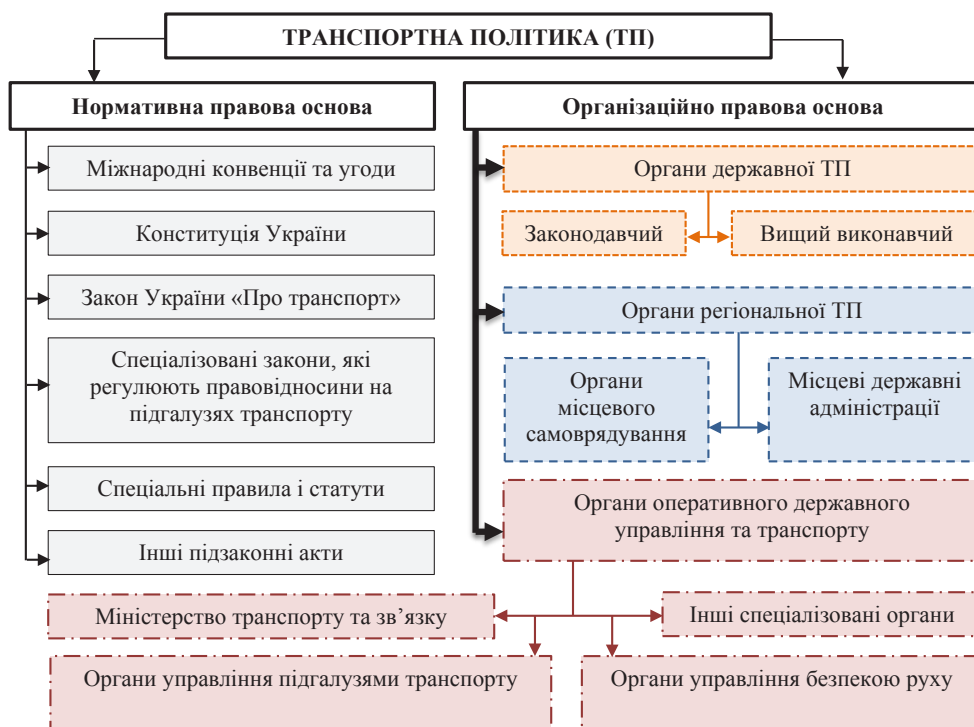 ТРАНСПОРТНА ПОЛІТИКА (ТП)
Нормативна правова основа
Міжнародні конвенції та угоди
Конституція України
Закон України «Про транспорт»
Спеціалізовані закони, які
регулюють правовідносини на
підгалузях транспорту
Спеціальні правила і статути
Інші підзаконні акти
Організаційно правова основа
Органи державної ТП
Законодавчий
Вищий виконавчий
Органи регіональної ТП
Органи
місцевого
самоврядування
Місцеві державні
адміністрації
Органи оперативного державного
управління та транспорту
Міністерство транспорту та зв’язку
Інші спеціалізовані органи
Органи управління підгалузями транспорту
Органи управління безпекою руху